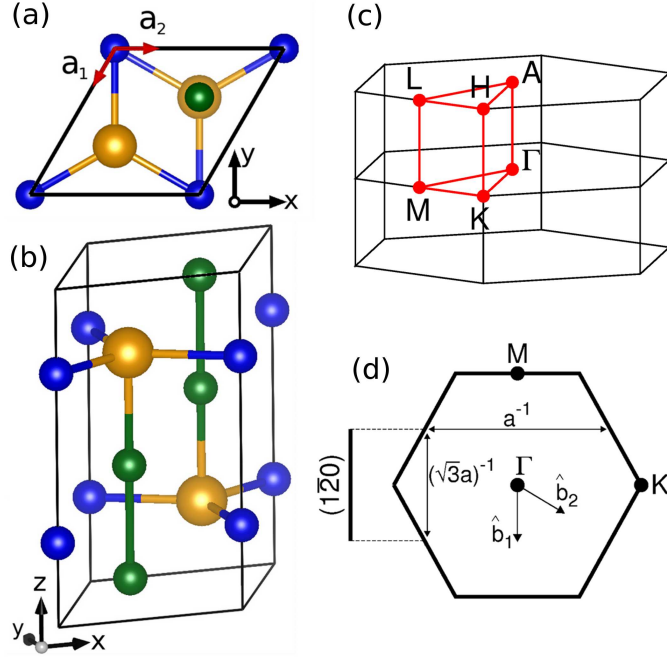 (a)
a₂
a₁
y
x
(b)
z
y
x
(c)
L
H
A
Γ
M
K
(d)
M
a⁻¹
(√3a)⁻¹
Γ
K
b̂₂
b̂₁
(12̅0)